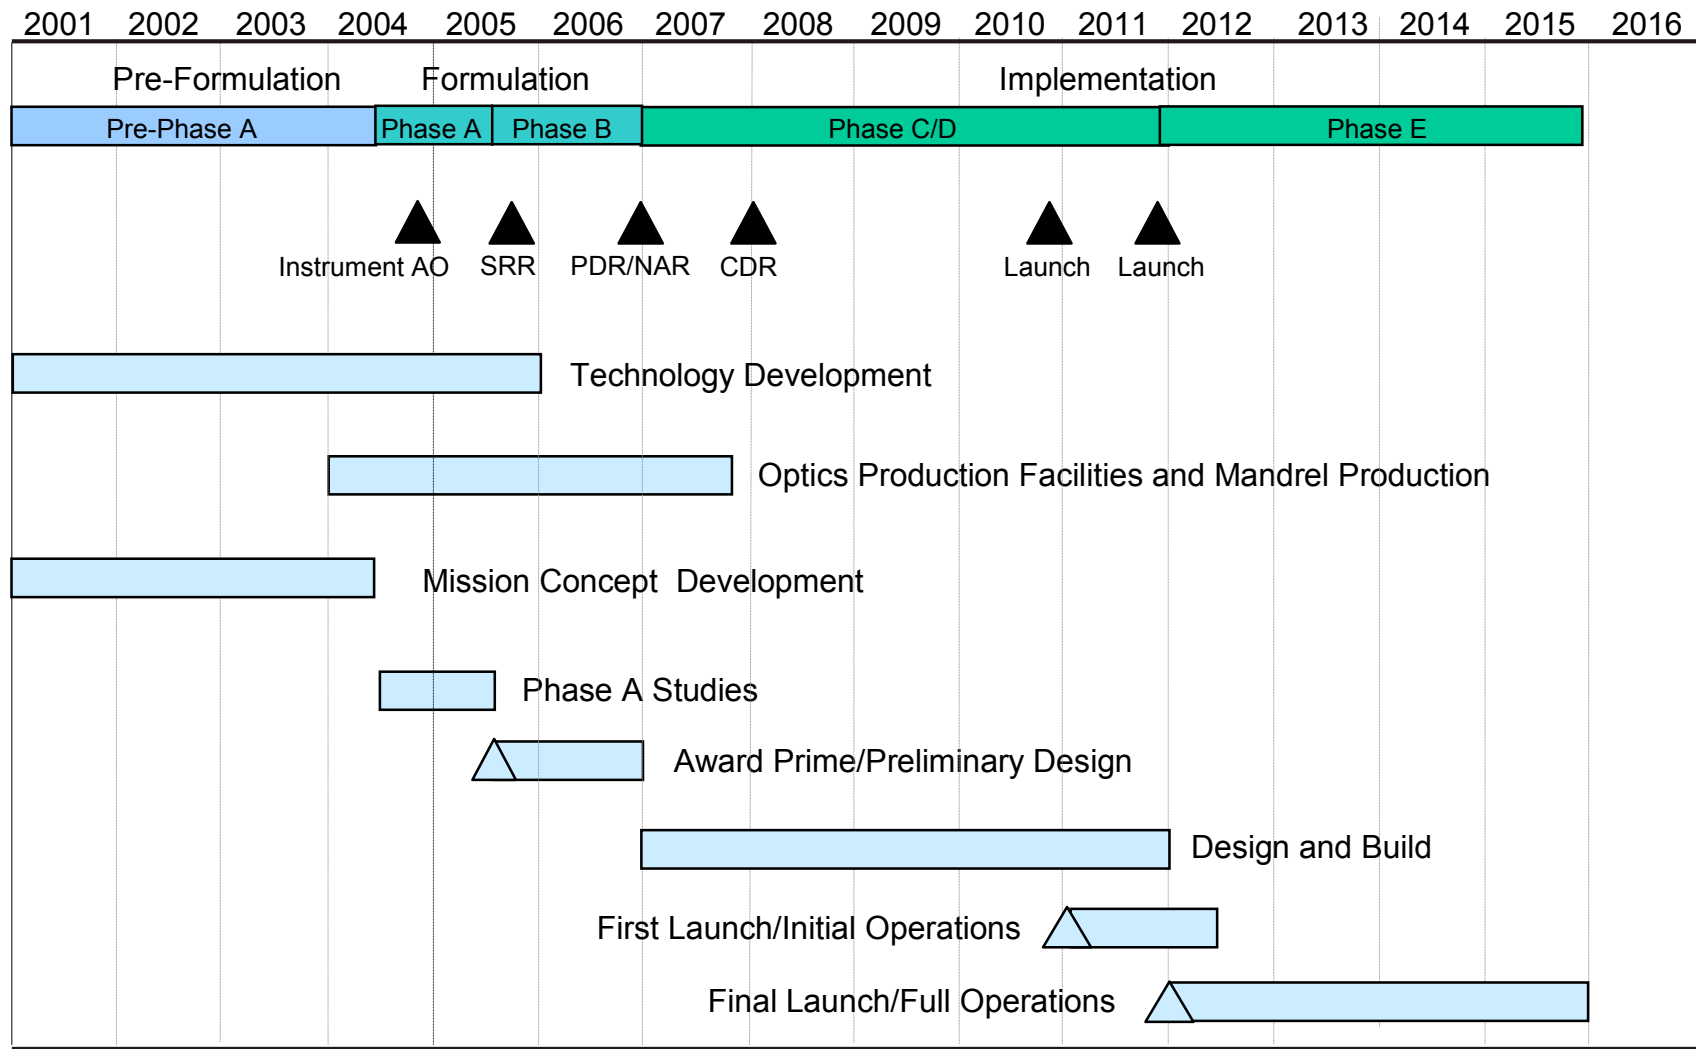 2001 2002 2003 2004 2005 2006 2007 2008 2009 2010 2011 2012 2013 2014 2015 2016
Pre-Formulation Formulation Implementation
Pre-Phase A Phase A Phase B Phase C/D Phase E
Instrument AO SRR PDR/NAR CDR Launch Launch
Technology Development
Optics Production Facilities and Mandrel Production
Mission Concept Development
Phase A Studies
Award Prime/Preliminary Design
Design and Build
First Launch/Initial Operations
Final Launch/Full Operations